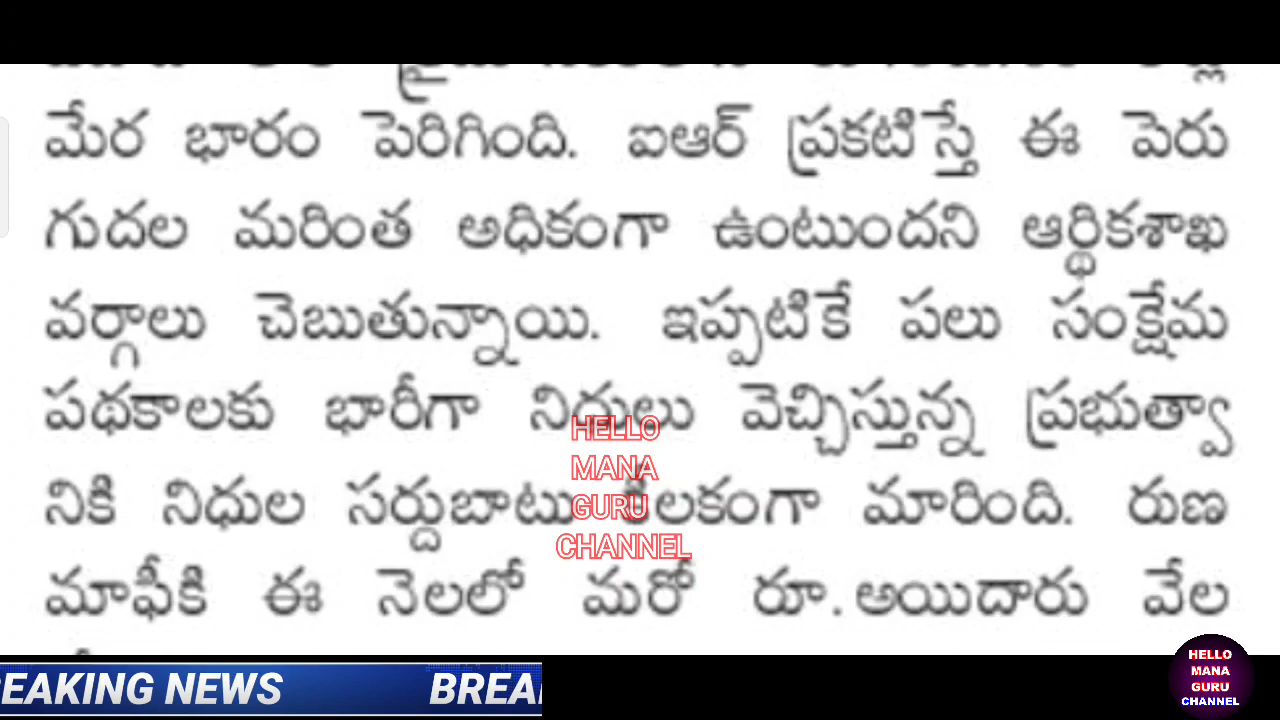 మేర భారం పెరిగింది. ఐఆర్ ప్రకటిస్తే ఈ పెరు
గుదల మరింత అధికంగా ఉంటుందని ఆర్థికశాఖ
వర్గాలు చెబుతున్నాయి. ఇప్పటికే పలు సంక్షేమ
పథకాలకు భారీగా నిధులు వెచ్చిస్తున్న ప్రభుత్వా
నికి నిధుల సర్దుబాటు కీలకంగా మారింది. రుణ
మాఫీకి ఈ నెలలో మరో రూ.అయిదారు వేల
HELLO
MANA
GURU
CHANNEL
EAKING NEWS BREA
HELLO
MANA
GURU
CHANNEL